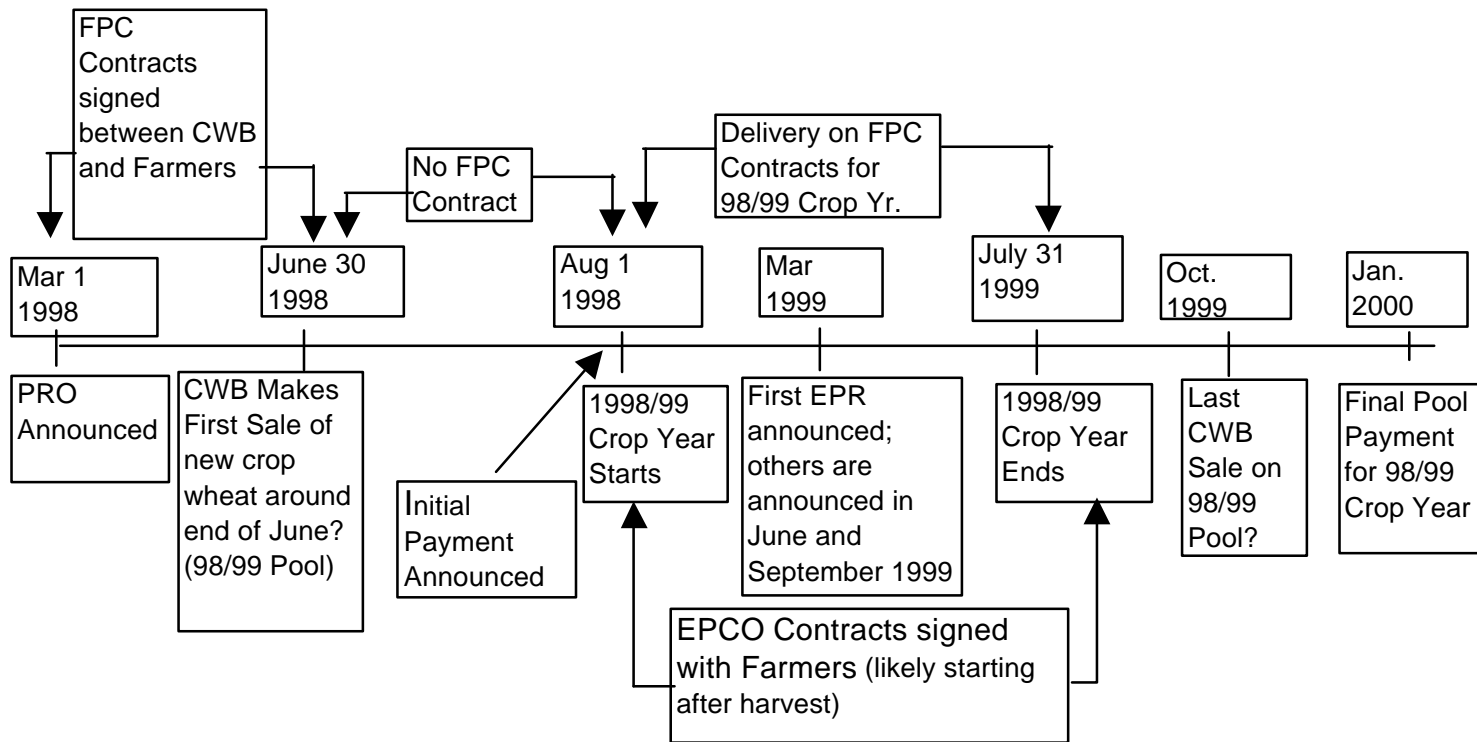 FPC
Contracts
signed
between CWB
and Farmers
No FPC
Contract
Delivery on FPC
Contracts for
98/99 Crop Yr.
Mar 1
1998
June 30
1998
Aug 1
1998
Mar
1999
July 31
1999
Oct.
1999
Jan.
2000
PRO
Announced
CWB Makes
First Sale of
new crop
wheat around
end of June?
(98/99 Pool)
Initial
Payment
Announced
1998/99
Crop Year
Starts
First EPR
announced;
others are
announced in
June and
September 1999
1998/99
Crop Year
Ends
Last
CWB
Sale on
98/99
Pool?
Final Pool
Payment
for 98/99
Crop Year
EPCO Contracts signed
with Farmers (likely starting
after harvest)